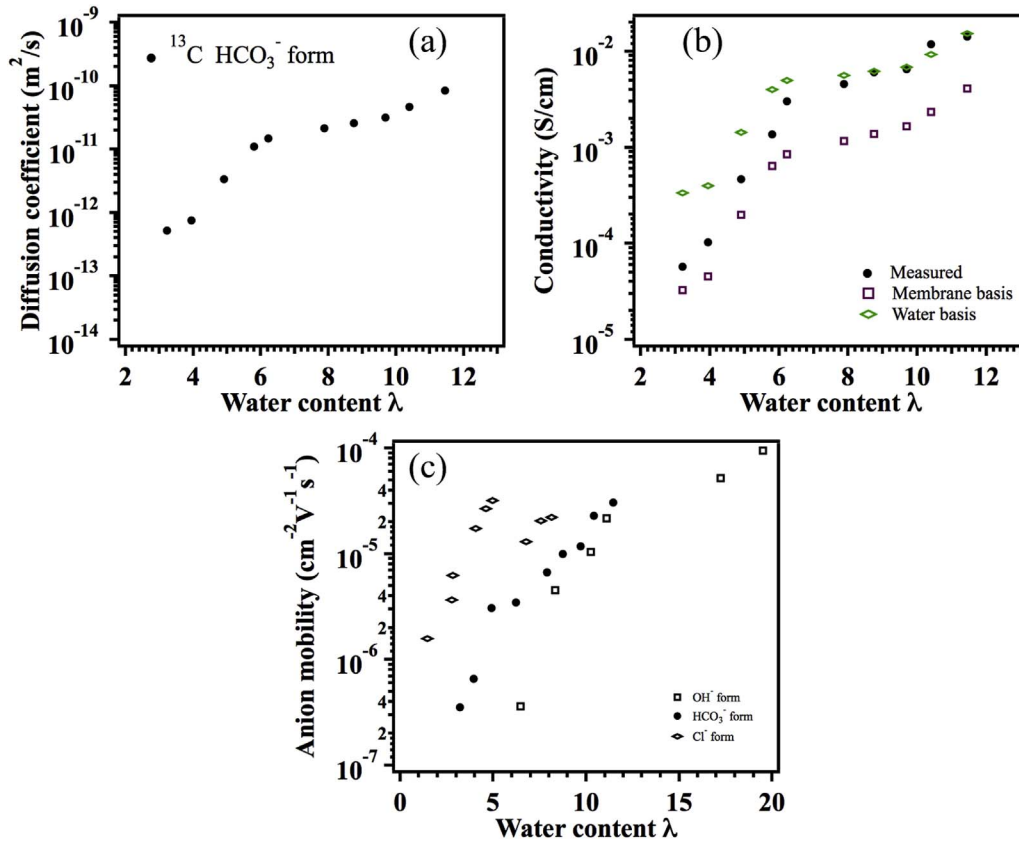 (a)
¹³C HCO₃⁻ form
Diffusion coefficient (m²/s)
10⁻⁹
10⁻¹⁰
10⁻¹¹
10⁻¹²
10⁻¹³
10⁻¹⁴
2 4 6 8 10 12
Water content λ
(b)
Conductivity (S/cm)
10⁻²
10⁻³
10⁻⁴
10⁻⁵
Measured
Membrane basis
Water basis
2 4 6 8 10 12
Water content λ
(c)
Anion mobility (cm⁻²V⁻¹s⁻¹)
10⁻⁴
4
2
10⁻⁵
4
2
10⁻⁶
4
2
10⁻⁷
OH⁻ form
HCO₃⁻ form
Cl⁻ form
0 5 10 15 20
Water content λ